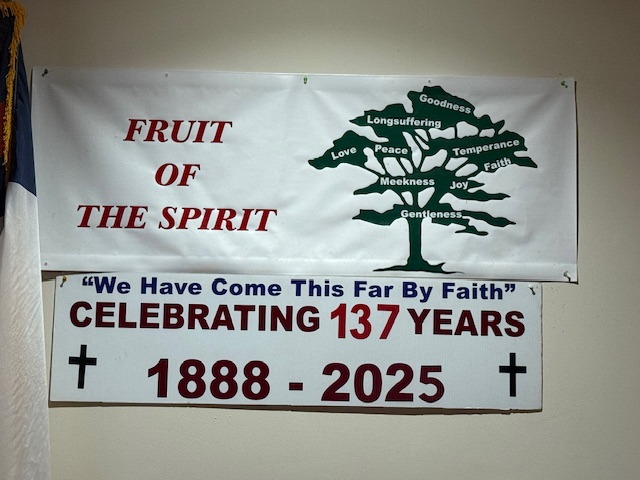 FRUIT
OF
THE SPIRIT
Goodness
Longsuffering
Love
Peace
Temperance
Faith
Meekness
Joy
Gentleness
“We Have Come This Far By Faith”
CELEBRATING 137 YEARS
1888 - 2025